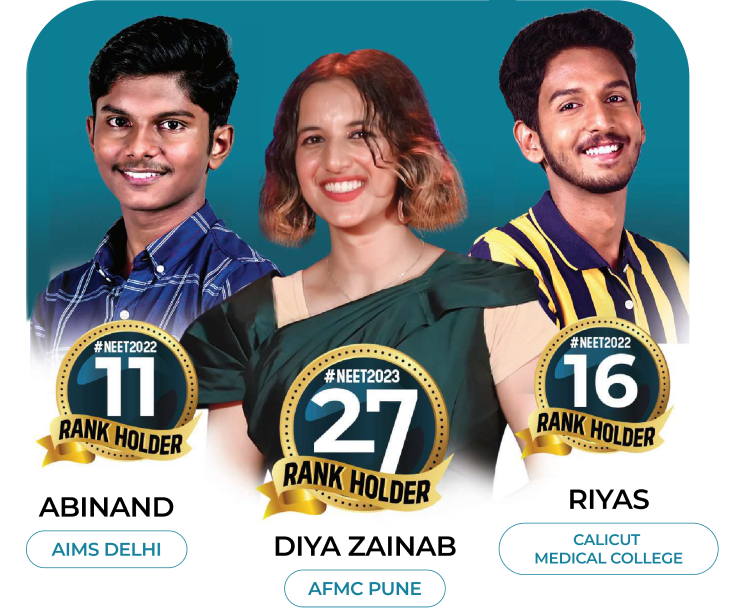 #NEET2022
11
RANK HOLDER
ABINAND
AIMS DELHI
#NEET2023
27
RANK HOLDER
DIYA ZAINAB
AFMC PUNE
#NEET2022
16
RANK HOLDER
RIYAS
CALICUT
MEDICAL COLLEGE